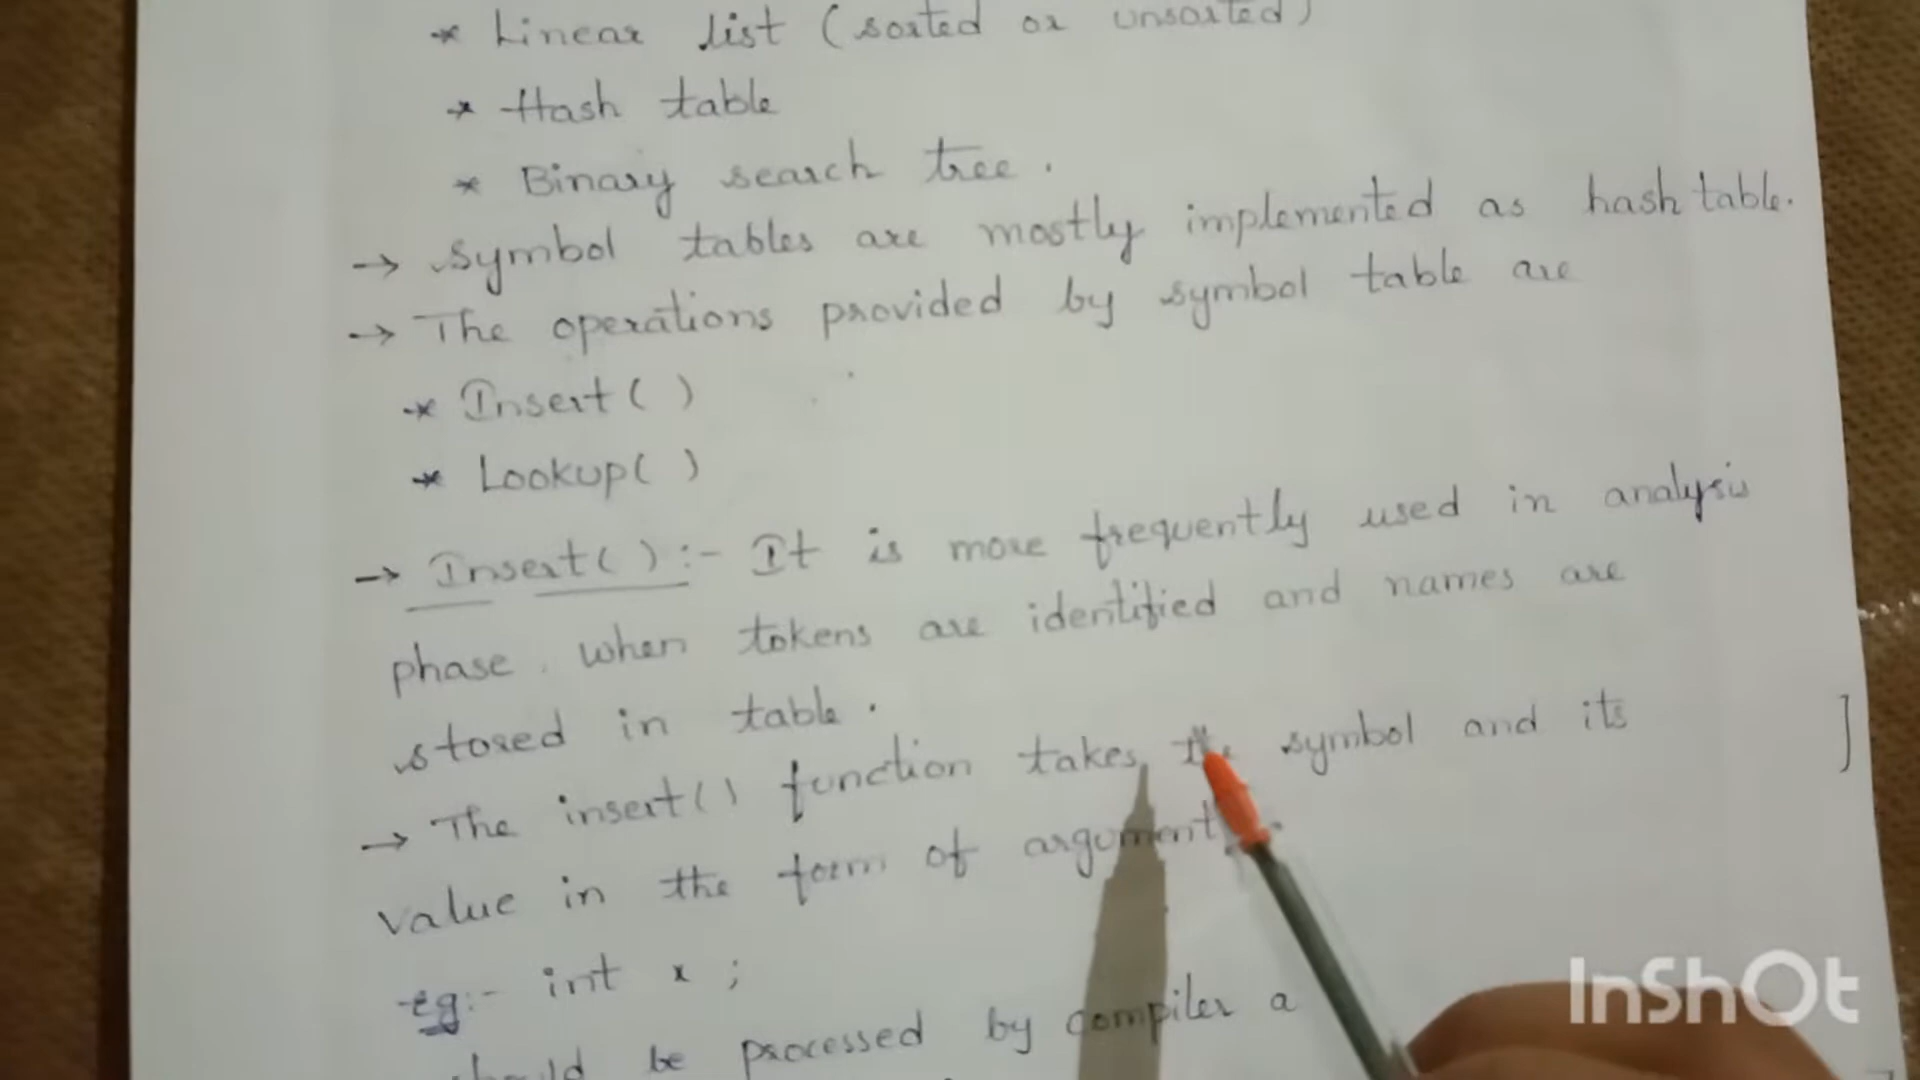 * Linear list (sorted or unsorted)
* Hash table
* Binary search tree.
→ Symbol tables are mostly implemented as hash table.
→ The operations provided by symbol table are
* Insert( )
* Lookup( )
→ Insert( ) :- It is more frequently used in analysis
phase. when tokens are identified and names are
stored in table.
→ The insert() function takes the symbol and its
value in the form of argument.
eg:- int x ;
should be processed by compiler a
InShOt